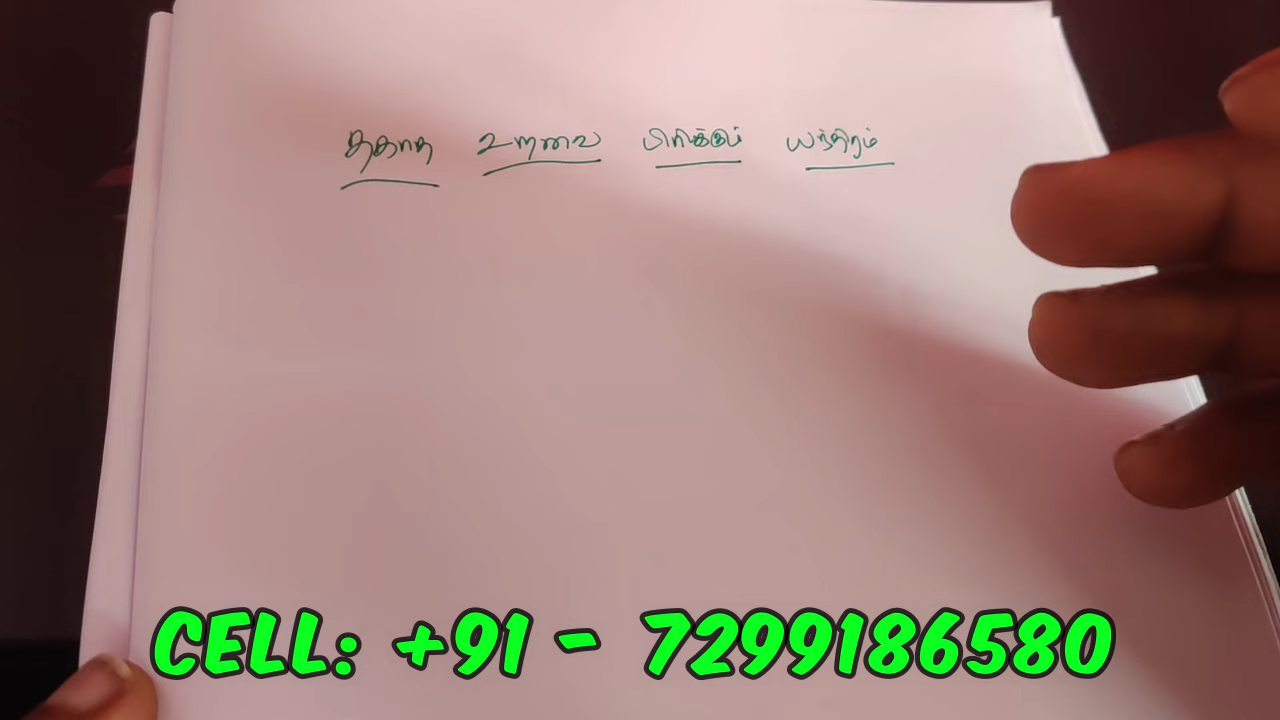 தகாத உறவை பிரிக்கும் யந்திரம்
CELL: +91 - 7299186580